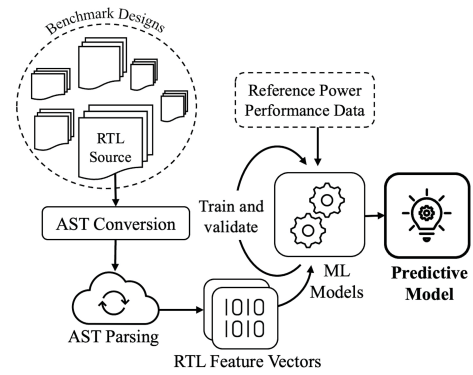 Benchmark Designs
RTL
Source
Reference Power
Performance Data
AST Conversion
Train and
validate
ML
Models
Predictive
Model
AST Parsing
1010
1010
RTL Feature Vectors